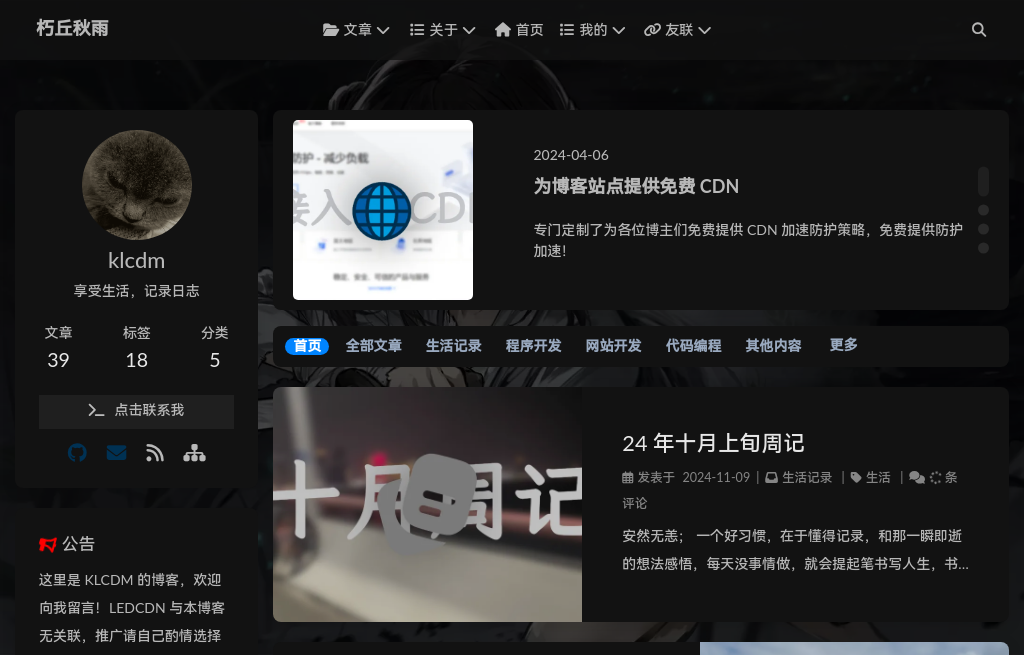 朽丘秋雨
文章
关于
首页
我的
友联
klcdm
享受生活，记录日志
文章
标签
分类
39
18
5
点击联系我
公告
这里是 KLCDM 的博客，欢迎
向我留言！LEDCDN 与本博客
无关联，推广请自己酌情选择
防护 - 减少负载
接入 CD
2024-04-06
为博客站点提供免费 CDN
专门定制了为各位博主们免费提供 CDN 加速防护策略，免费提供防护
加速！
首页
全部文章
生活记录
程序开发
网站开发
代码编程
其他内容
更多
十月周记
24 年十月上旬周记
发表于 2024-11-09 | 生活记录 | 生活 | 条
评论
安然无恙； 一个好习惯，在于懂得记录，和那一瞬即逝
的想法感悟，每天没事情做，就会提起笔书写人生，书...